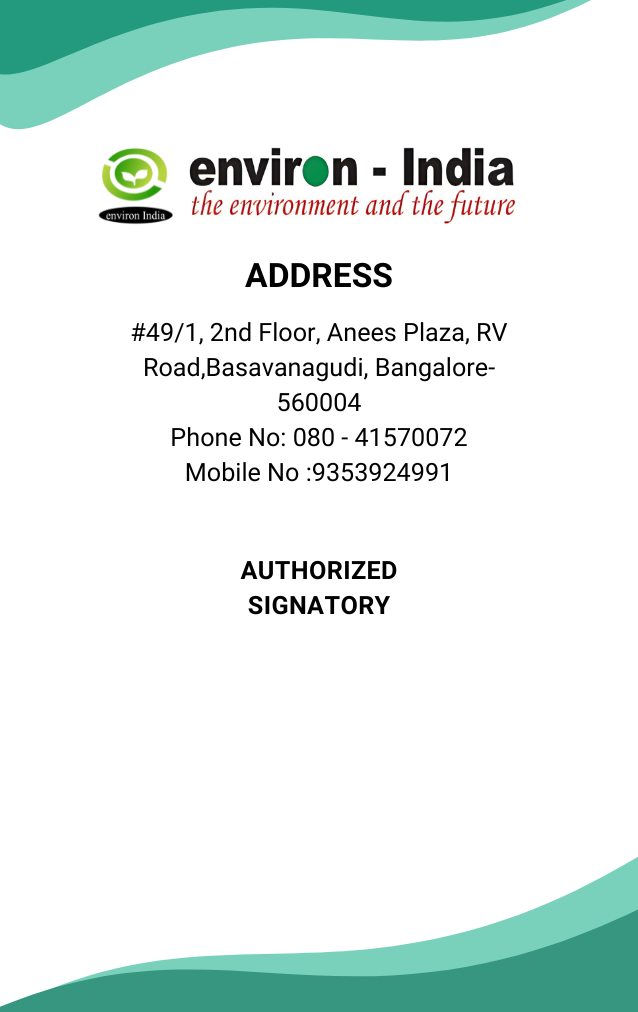 environ - India
the environment and the future
environ India
ADDRESS
#49/1, 2nd Floor, Anees Plaza, RV
Road,Basavanagudi, Bangalore-
560004
Phone No: 080 - 41570072
Mobile No :9353924991
AUTHORIZED
SIGNATORY